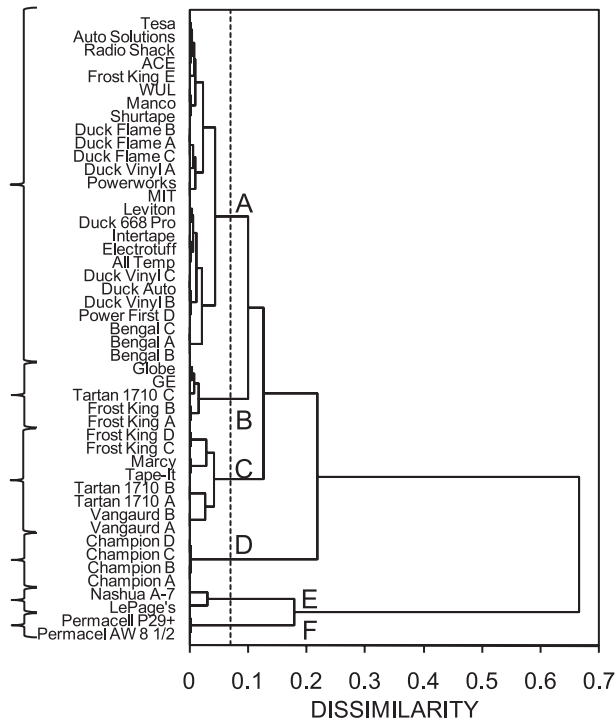 Tesa
Auto Solutions
Radio Shack
ACE
Frost King E
WUL
Manco
Shurtape
Duck Flame B
Duck Flame A
Duck Flame C
Duck Vinyl A
Powerworks
MIT
Leviton
Duck 668 Pro
Intertape
Electrotuff
All Temp
Duck Vinyl C
Duck Auto
Duck Vinyl B
Power First D
Bengal C
Bengal A
Bengal B
Globe
GE
Tartan 1710 C
Frost King B
Frost King A
Frost King D
Frost King C
Marcy
Tape-It
Tartan 1710 B
Tartan 1710 A
Vangaurd B
Vangaurd A
Champion D
Champion C
Champion B
Champion A
Nashua A-7
LePage's
Permacell P29+
Permacel AW 8 1/2
A
B
C
D
E
F
0 0.1 0.2 0.3 0.4 0.5 0.6 0.7
DISSIMILARITY